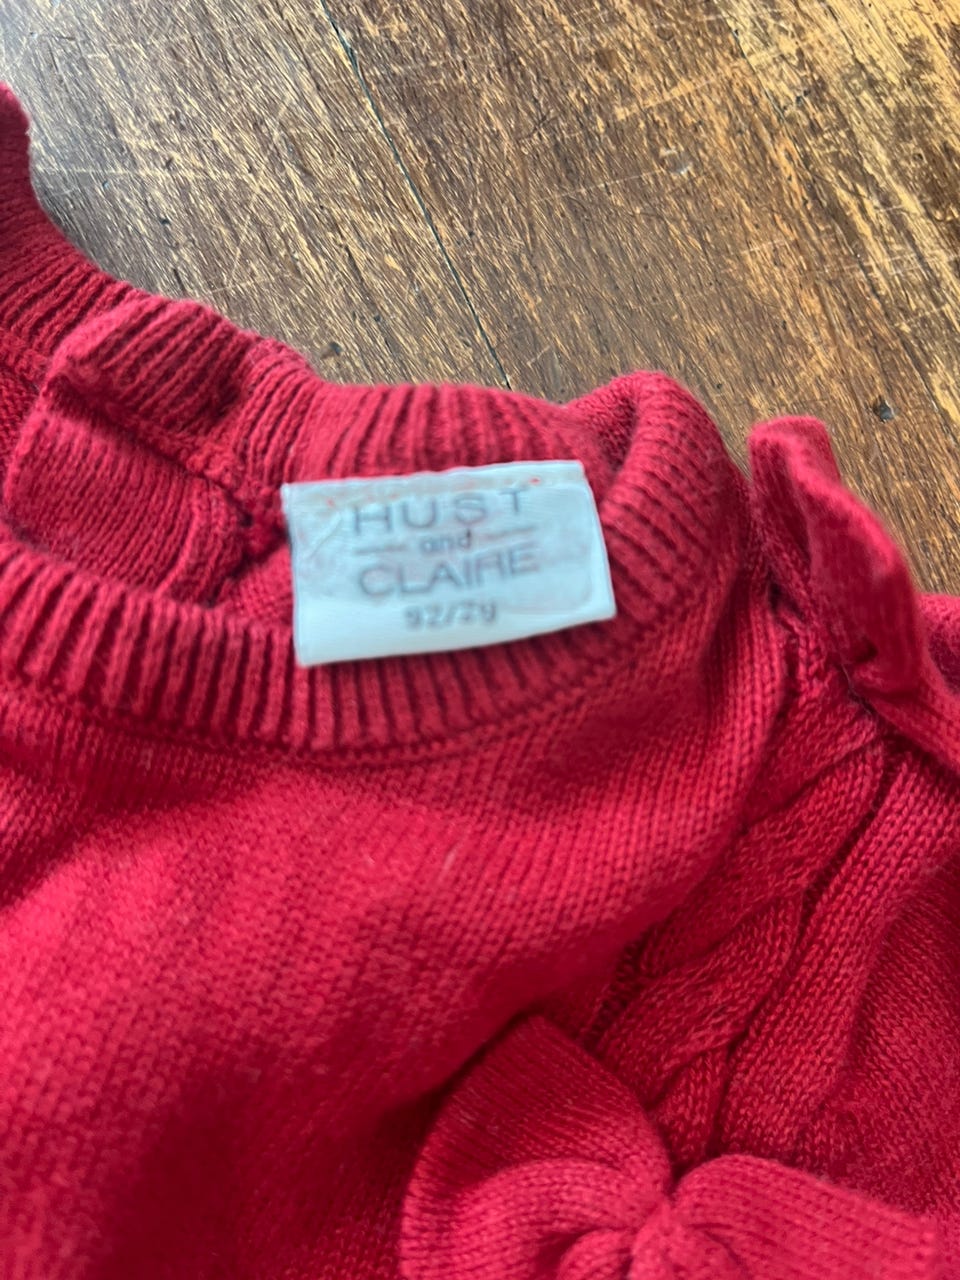 HUST
and
CLAIRE
92/2y